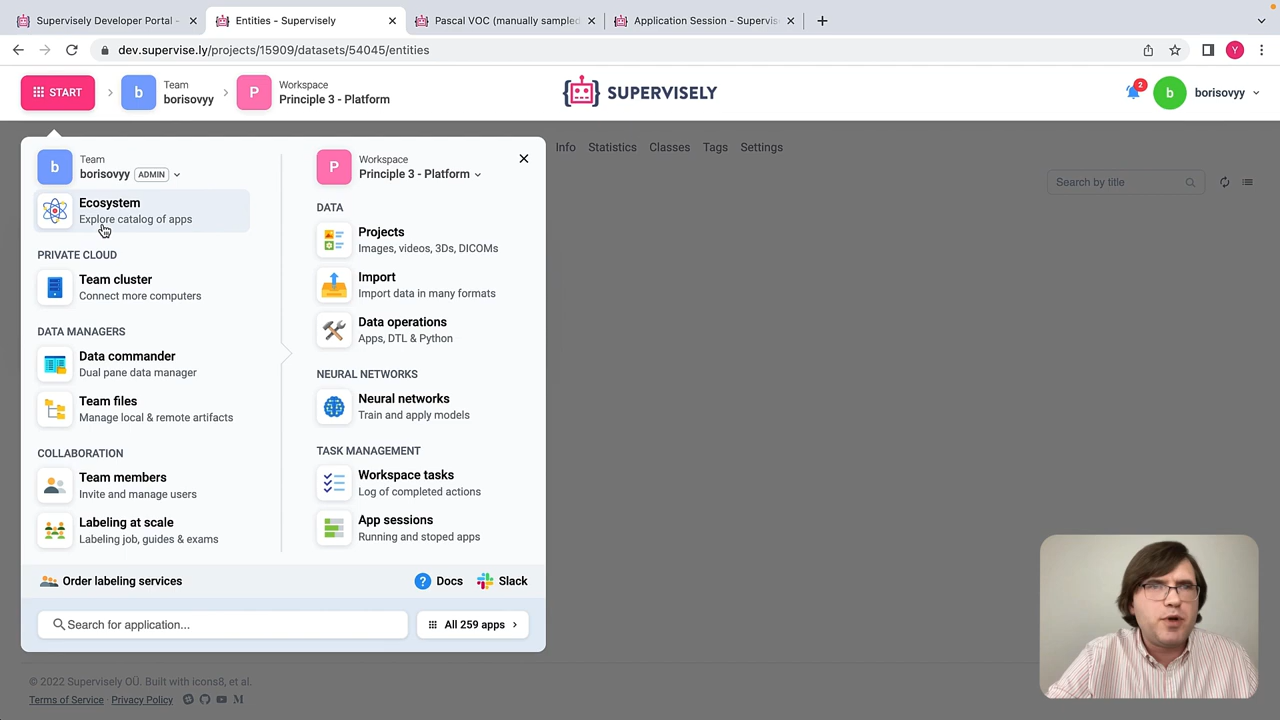 Supervisely Developer Portal -
Entities - Supervisely
Pascal VOC (manually sampled
Application Session - Supervis
dev.supervise.ly/projects/15909/datasets/54045/entities
Y
START
b
Team
borisovyy
P
Workspace
Principle 3 - Platform
SUPERVISELY
2
b
borisovyy
Info
Statistics
Classes
Tags
Settings
Search by title
b
Team
borisovyy
ADMIN
Ecosystem
Explore catalog of apps
PRIVATE CLOUD
Team cluster
Connect more computers
DATA MANAGERS
Data commander
Dual pane data manager
Team files
Manage local & remote artifacts
COLLABORATION
Team members
Invite and manage users
Labeling at scale
Labeling job, guides & exams
P
Workspace
Principle 3 - Platform
DATA
Projects
Images, videos, 3Ds, DICOMs
Import
Import data in many formats
Data operations
Apps, DTL & Python
NEURAL NETWORKS
Neural networks
Train and apply models
TASK MANAGEMENT
Workspace tasks
Log of completed actions
App sessions
Running and stoped apps
Order labeling services
? Docs
Slack
Search for application...
All 259 apps
© 2022 Supervisely OÜ. Built with icons8, et al.
Terms of Service · Privacy Policy